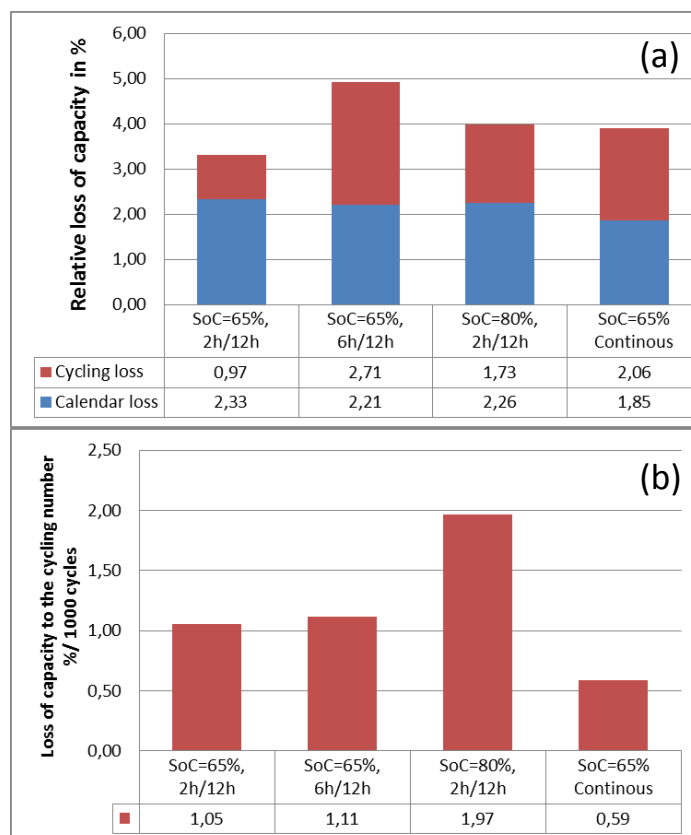 (a)
Relative loss of capacity in %
6,00
5,00
4,00
3,00
2,00
1,00
0,00
SoC=65%, SoC=65%, SoC=80%, SoC=65%
2h/12h 6h/12h 2h/12h Continous
Cycling loss 0,97 2,71 1,73 2,06
Calendar loss 2,33 2,21 2,26 1,85
(b)
Loss of capacity to the cycling number
%/ 1000 cycles
2,50
2,00
1,50
1,00
0,50
0,00
SoC=65%, SoC=65%, SoC=80%, SoC=65%
2h/12h 6h/12h 2h/12h Continous
1,05 1,11 1,97 0,59